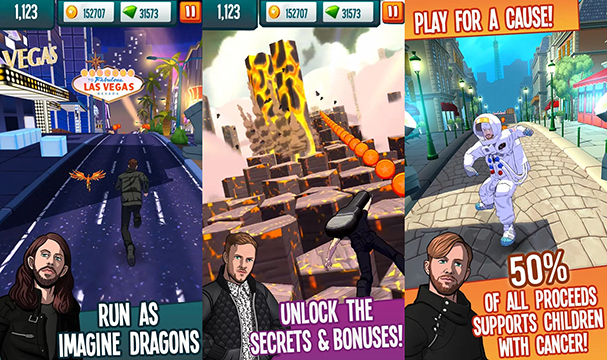 1,123
152707
31573
VEGAS
WELCOME
TO Fabulous
LAS VEGAS
NEVADA
RUN AS
IMAGINE DRAGONS
1,123
152707
31573
UNLOCK THE
SECRETS & BONUSES!
PLAY FOR A CAUSE!
50%
OF ALL PROCEEDS
SUPPORTS CHILDREN
WITH CANCER!